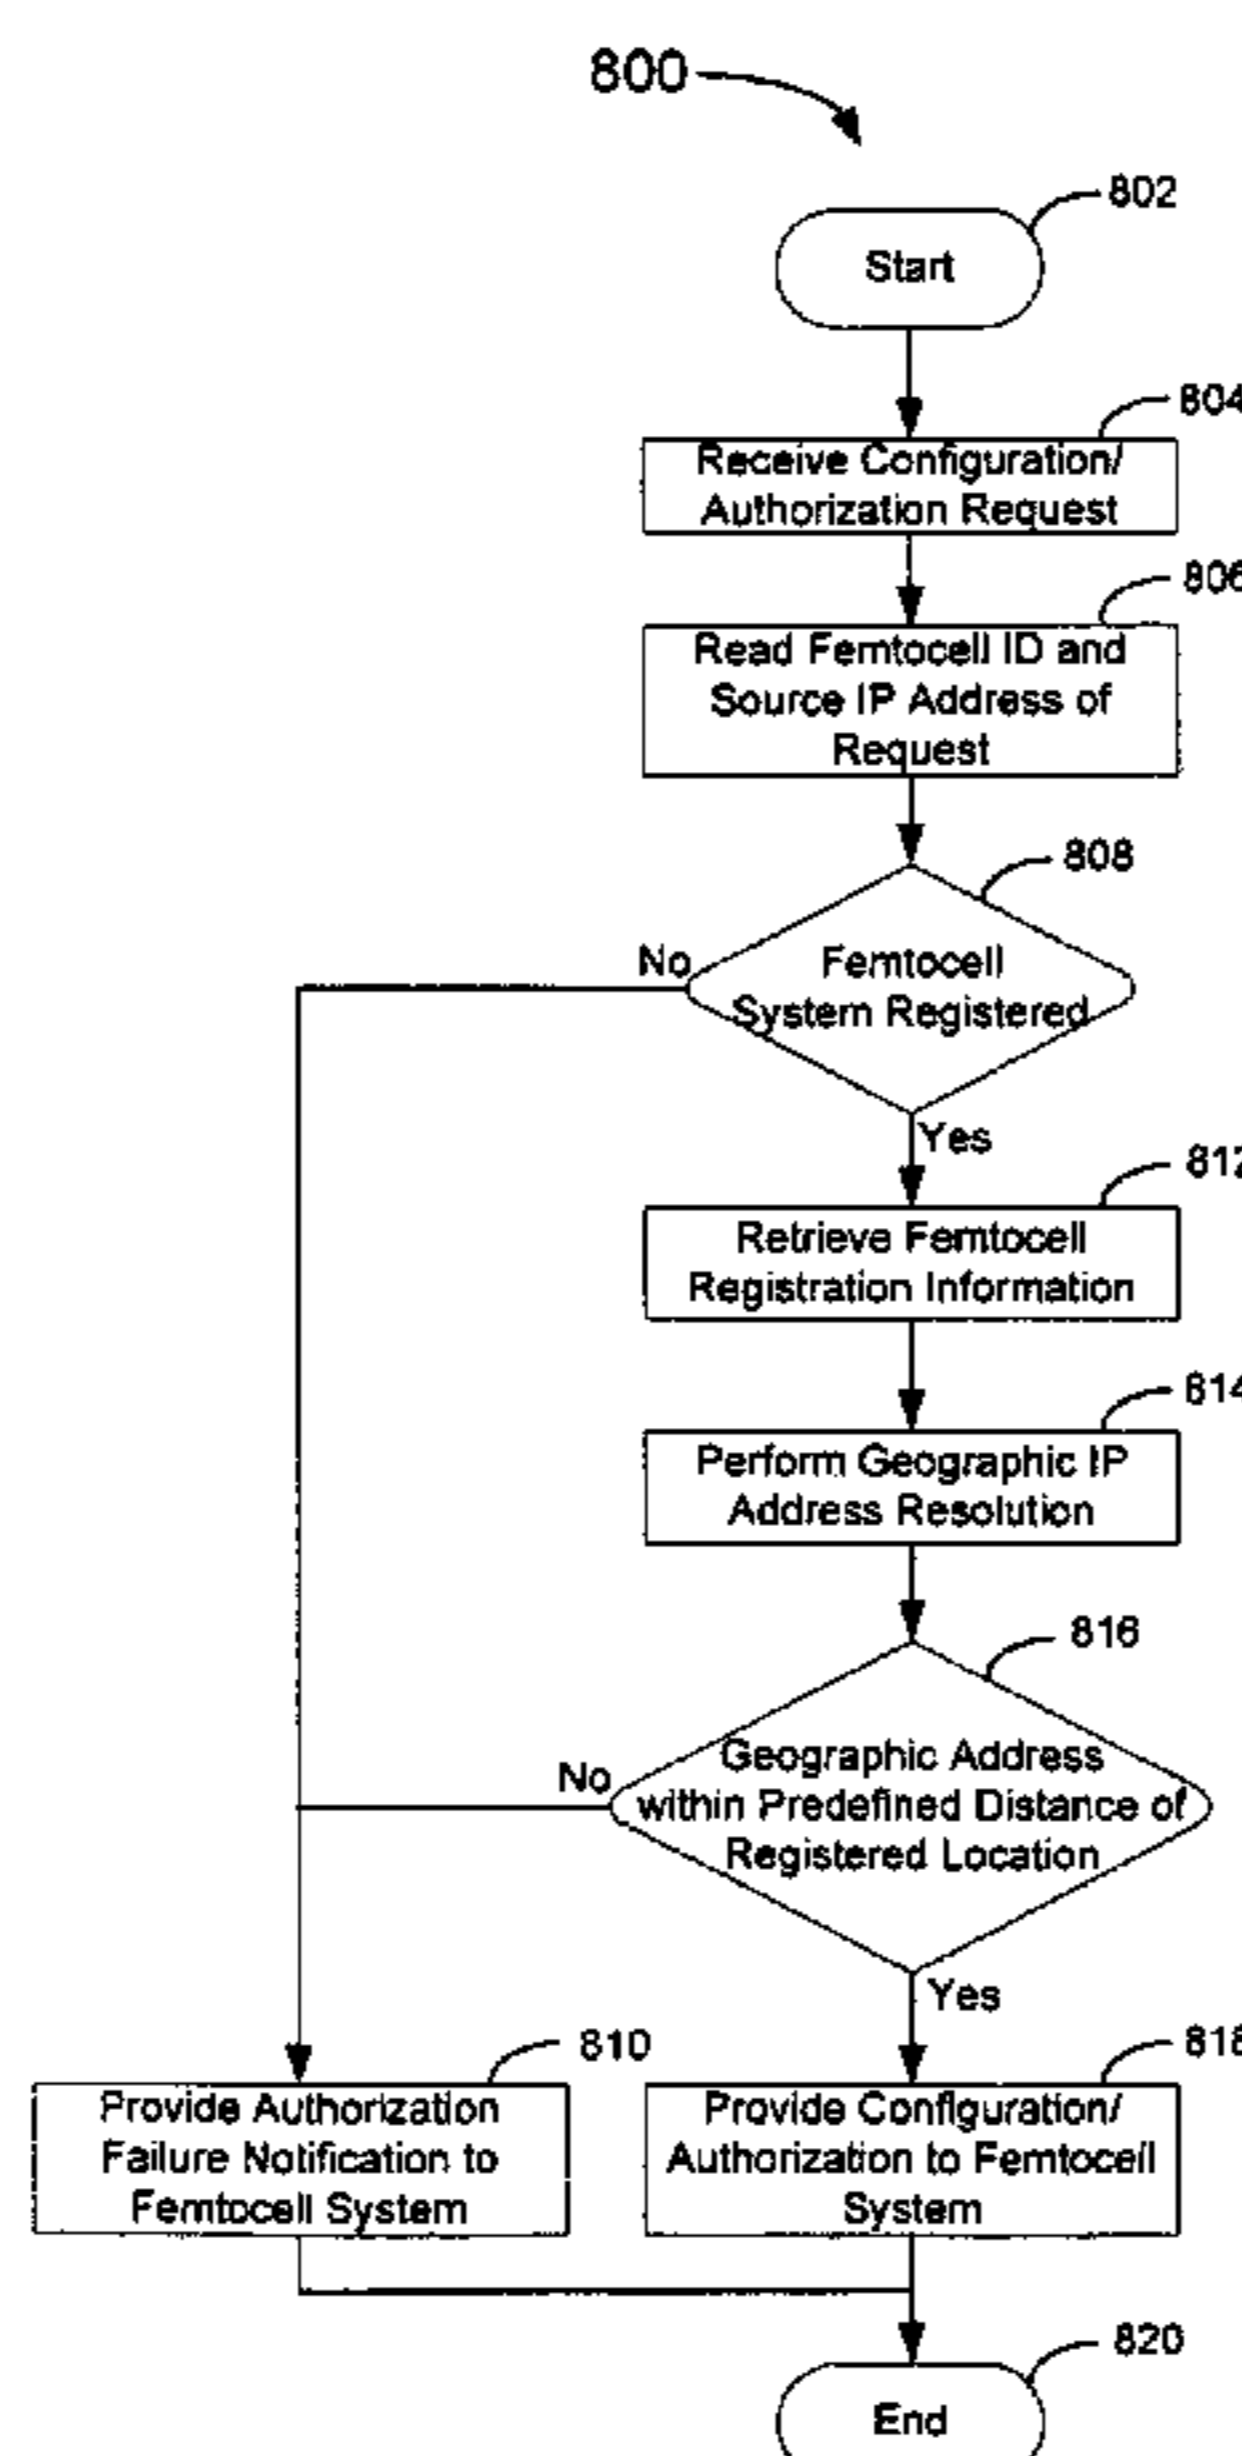 800
802
Start
804
Receive Configuration/
Authorization Request
806
Read Femtocell ID and
Source IP Address of
Request
808
No
Femtocell
System Registered
Yes
812
Retrieve Femtocell
Registration Information
814
Perform Geographic IP
Address Resolution
816
No
Geographic Address
within Predefined Distance of
Registered Location
Yes
810
Provide Authorization
Failure Notification to
Femtocell System
818
Provide Configuration/
Authorization to Femtocell
System
820
End